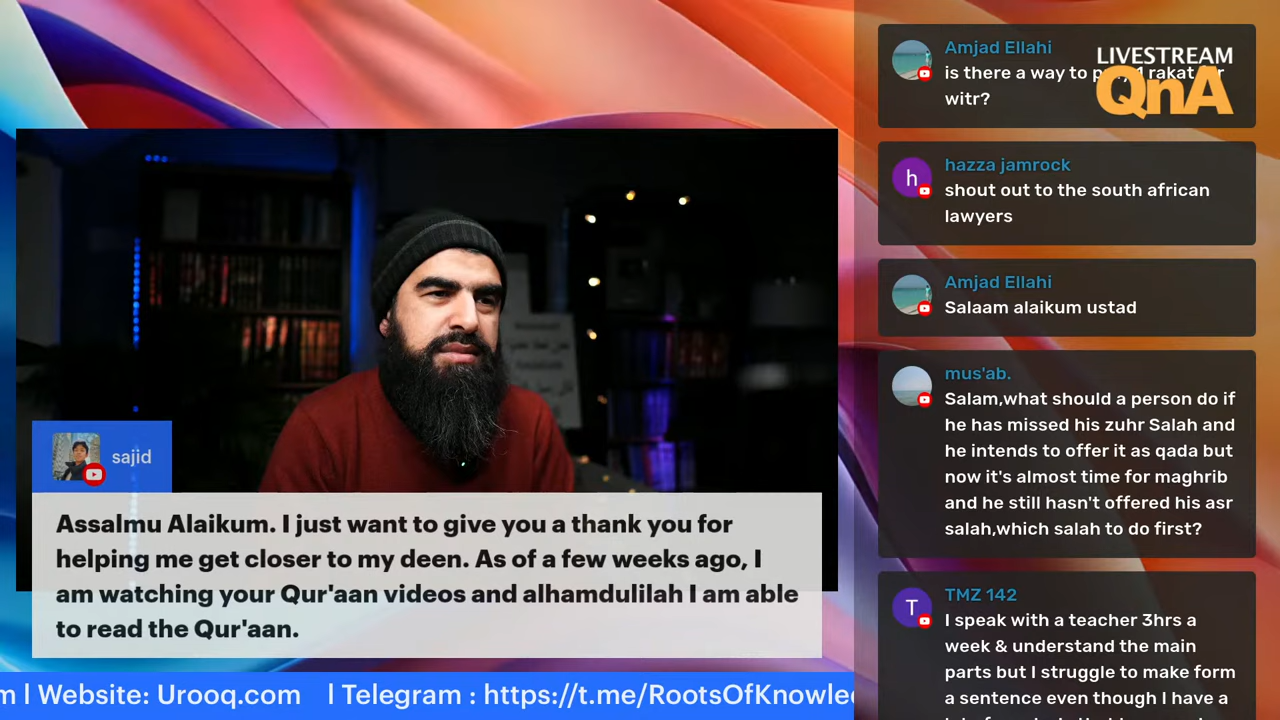 Amjad Ellahi
is there a way to 1 rakat
witr?
LIVESTREAM
QnA
hazza jamrock
shout out to the south african
lawyers
Amjad Ellahi
Salaam alaikum ustad
mus'ab.
Salam,what should a person do if
he has missed his zuhr Salah and
he intends to offer it as qada but
now it's almost time for maghrib
and he still hasn't offered his asr
salah,which salah to do first?
TMZ 142
I speak with a teacher 3hrs a
week & understand the main
parts but I struggle to make form
a sentence even though I have a
sajid
Assalmu Alaikum. I just want to give you a thank you for
helping me get closer to my deen. As of a few weeks ago, I
am watching your Qur'aan videos and alhamdulilah I am able
to read the Qur'aan.
m l Website: Urooq.com l Telegram : https://t.me/RootsOfKnowle